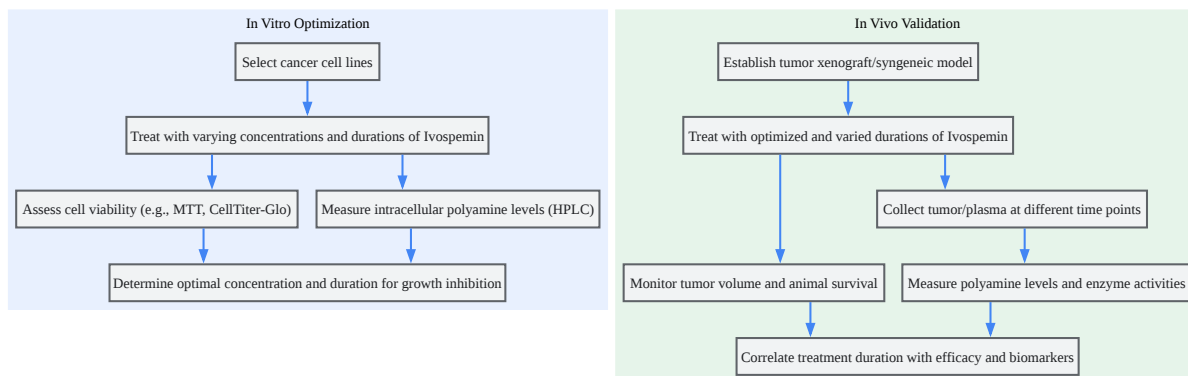 In Vitro Optimization
Select cancer cell lines
Treat with varying concentrations and durations of Ivospemin
Assess cell viability (e.g., MTT, CellTiter-Glo)
Measure intracellular polyamine levels (HPLC)
Determine optimal concentration and duration for growth inhibition
In Vivo Validation
Establish tumor xenograft/syngeneic model
Treat with optimized and varied durations of Ivospemin
Collect tumor/plasma at different time points
Monitor tumor volume and animal survival
Measure polyamine levels and enzyme activities
Correlate treatment duration with efficacy and biomarkers